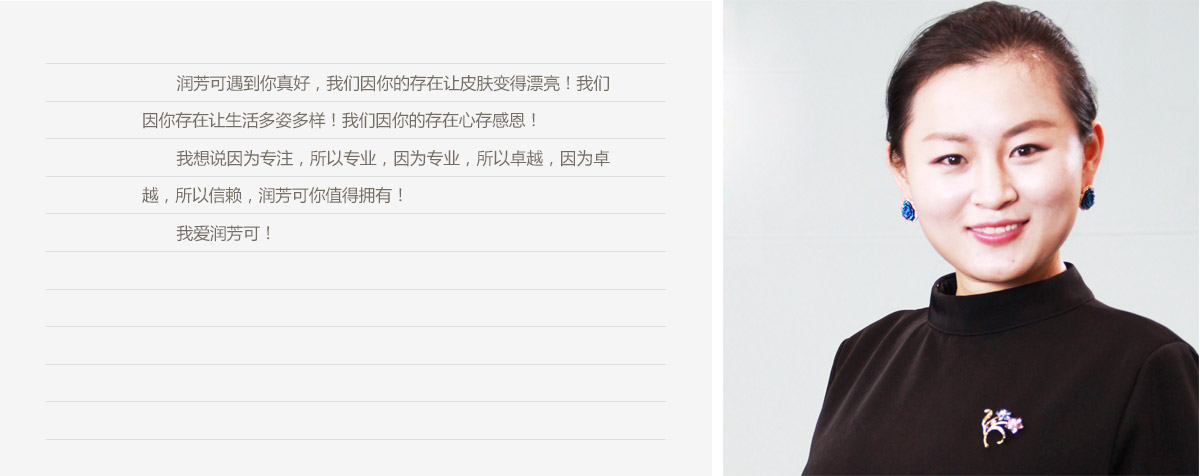 润芳可遇到你真好，我们因你的存在让皮肤变得漂亮！我们
因你存在让生活多姿多样！我们因你的存在心存感恩！
我想说因为专注，所以专业，因为专业，所以卓越，因为卓
越，所以信赖，润芳可你值得拥有！
我爱润芳可！